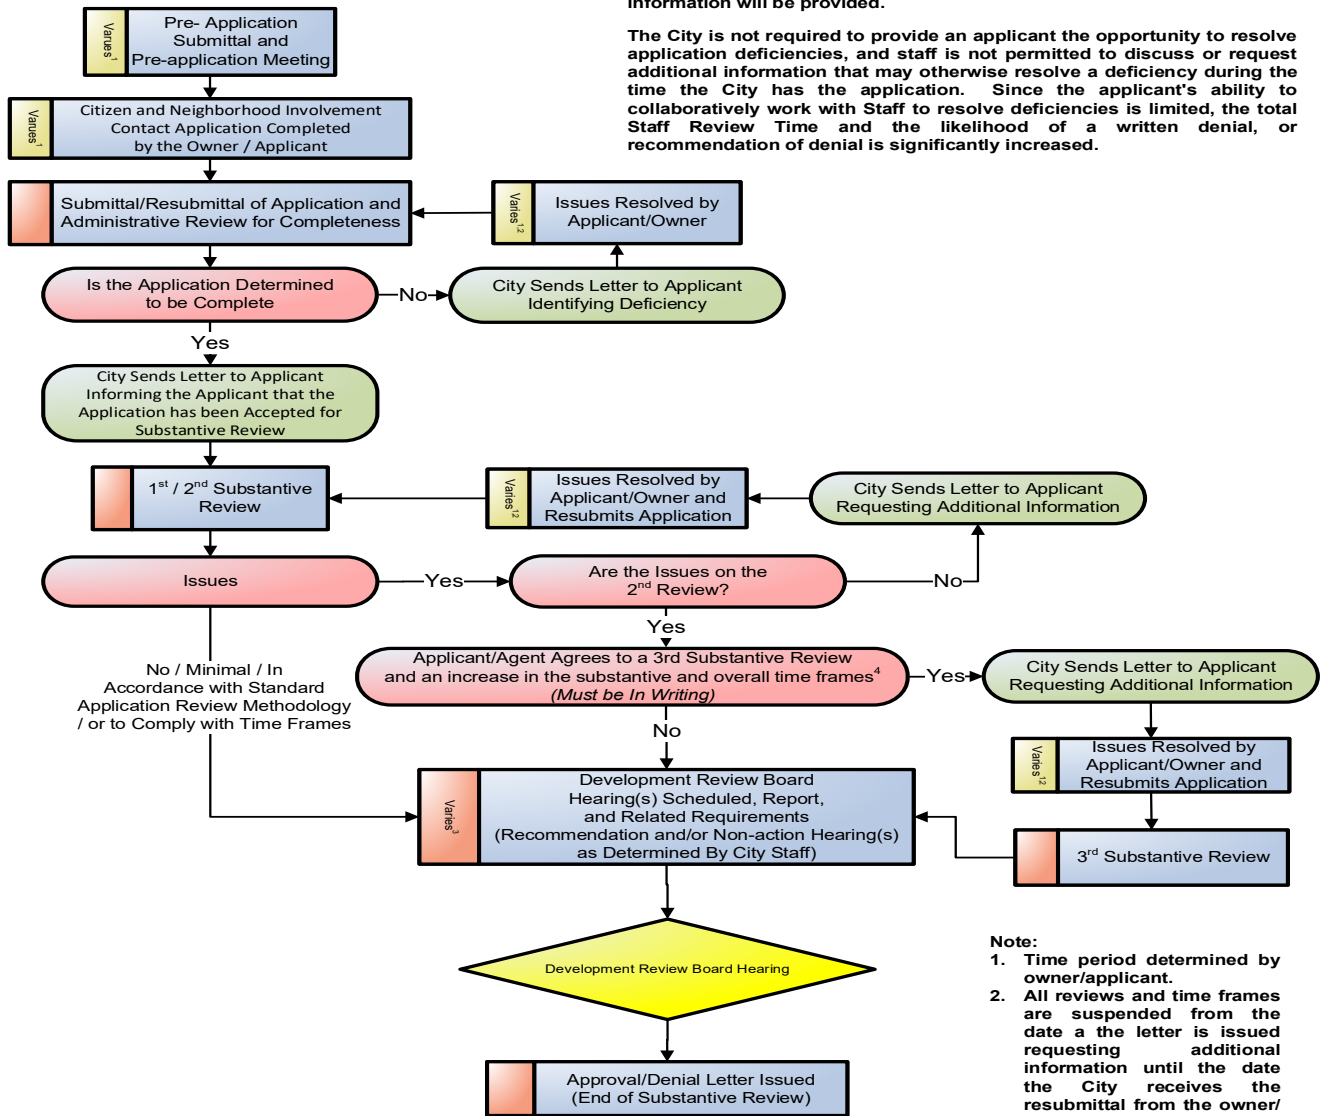 information will be provided.
The City is not required to provide an applicant the opportunity to resolve
application deficiencies, and staff is not permitted to discuss or request
additional information that may otherwise resolve a deficiency during the
time the City has the application. Since the applicant's ability to
collaboratively work with Staff to resolve deficiencies is limited, the total
Staff Review Time and the likelihood of a written denial, or
recommendation of denial is significantly increased.
Varues¹
Pre- Application
Submittal and
Pre-application Meeting
Varues¹
Citizen and Neighborhood Involvement
Contact Application Completed
by the Owner / Applicant
Submittal/Resubmittal of Application and
Administrative Review for Completeness
Varies¹,²
Issues Resolved by
Applicant/Owner
Is the Application Determined
to be Complete
No
City Sends Letter to Applicant
Identifying Deficiency
Yes
City Sends Letter to Applicant
Informing the Applicant that the
Application has been Accepted for
Substantive Review
1st / 2nd Substantive
Review
Varies¹,²
Issues Resolved by
Applicant/Owner and
Resubmits Application
City Sends Letter to Applicant
Requesting Additional Information
Issues
Yes
Are the Issues on the
2nd Review?
No
Yes
No / Minimal / In
Accordance with Standard
Application Review Methodology
/ or to Comply with Time Frames
Applicant/Agent Agrees to a 3rd Substantive Review
and an increase in the substantive and overall time frames⁴
(Must be In Writing)
Yes
City Sends Letter to Applicant
Requesting Additional Information
No
Varies¹,²
Issues Resolved by
Applicant/Owner and
Resubmits Application
Varies³
Development Review Board
Hearing(s) Scheduled, Report,
and Related Requirements
(Recommendation and/or Non-action Hearing(s)
as Determined By City Staff)
3rd Substantive Review
Development Review Board Hearing
Approval/Denial Letter Issued
(End of Substantive Review)
Note:
1. Time period determined by
owner/applicant.
2. All reviews and time frames
are suspended from the
date a the letter is issued
requesting additional
information until the date
the City receives the
resubmittal from the owner/